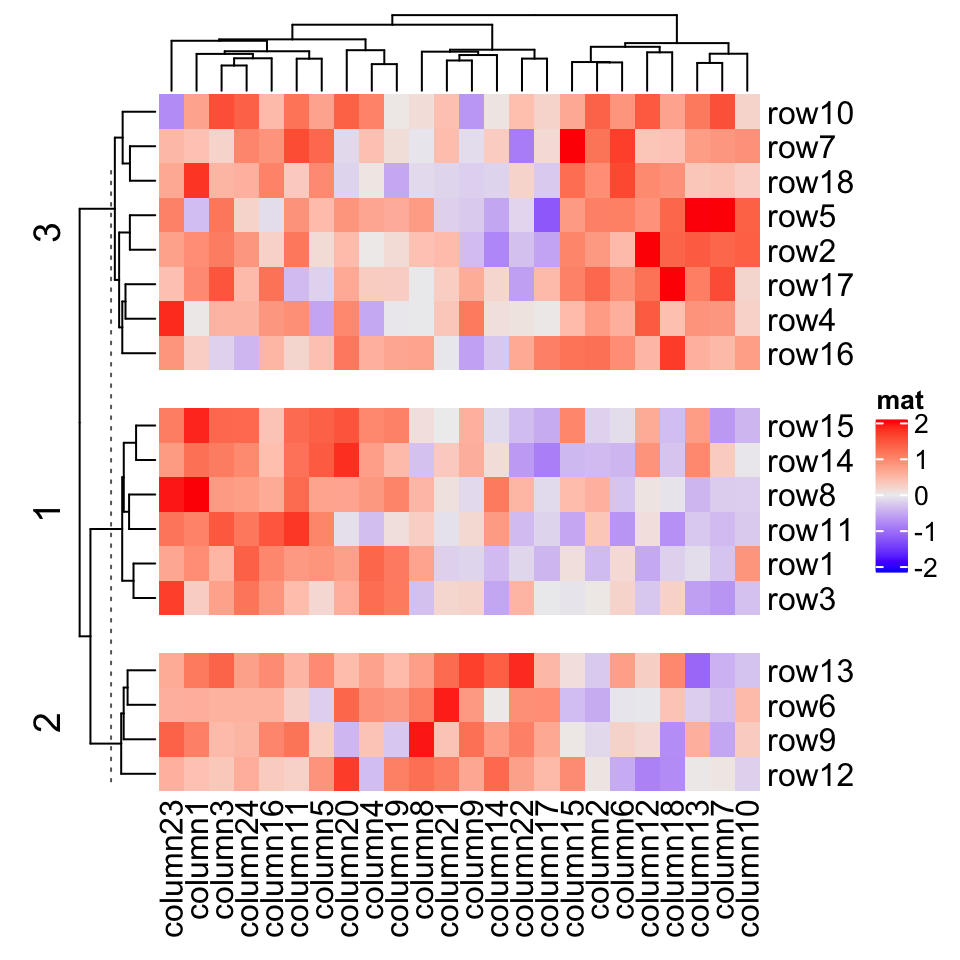 3
row10
row7
row18
row5
row2
row17
row4
row16
1
row15
row14
row8
row11
row1
row3
2
row13
row6
row9
row12
mat
2
1
0
-1
-2
column23
column1
column3
column24
column16
column11
column5
column20
column4
column19
column8
column21
column9
column14
column22
column17
column15
column2
column6
column12
column18
column13
column7
column10